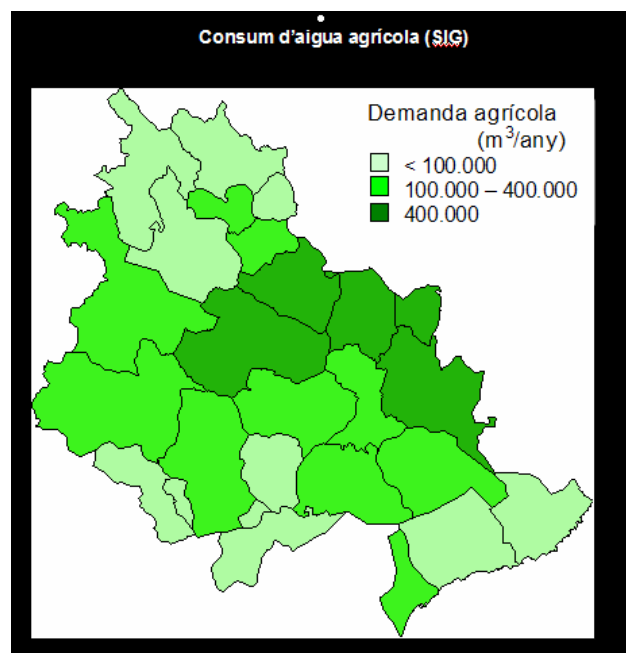 Consum d'aigua agrícola (SIG)
Demanda agrícola
(m³/any)
< 100.000
100.000 – 400.000
400.000